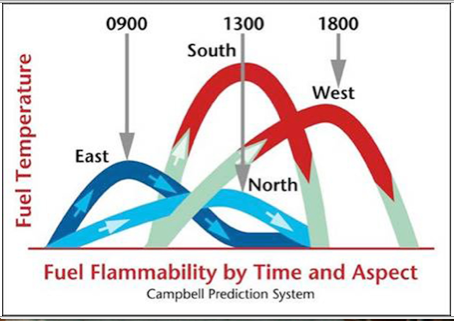 0900
1300
1800
South
West
East
North
Fuel Temperature
Fuel Flammability by Time and Aspect
Campbell Prediction System